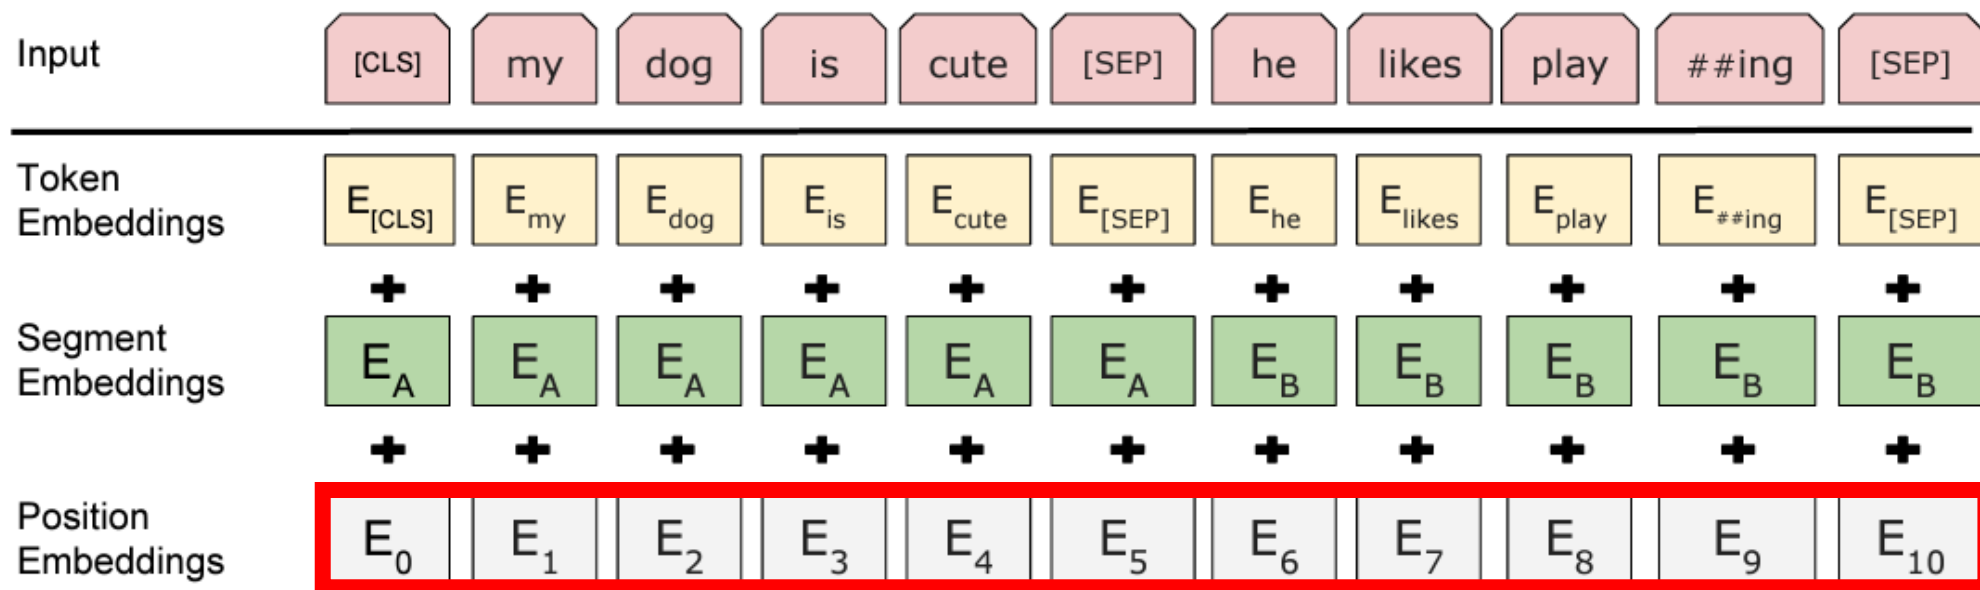 Input [CLS] my dog is cute [SEP] he likes play ##ing [SEP]
Token
Embeddings E[CLS] Emy Edog Eis Ecute E[SEP] Ehe Elikes Eplay E##ing E[SEP]
+ + + + + + + + + + +
Segment
Embeddings EA EA EA EA EA EA EB EB EB EB EB
+ + + + + + + + + + +
Position
Embeddings E0 E1 E2 E3 E4 E5 E6 E7 E8 E9 E10